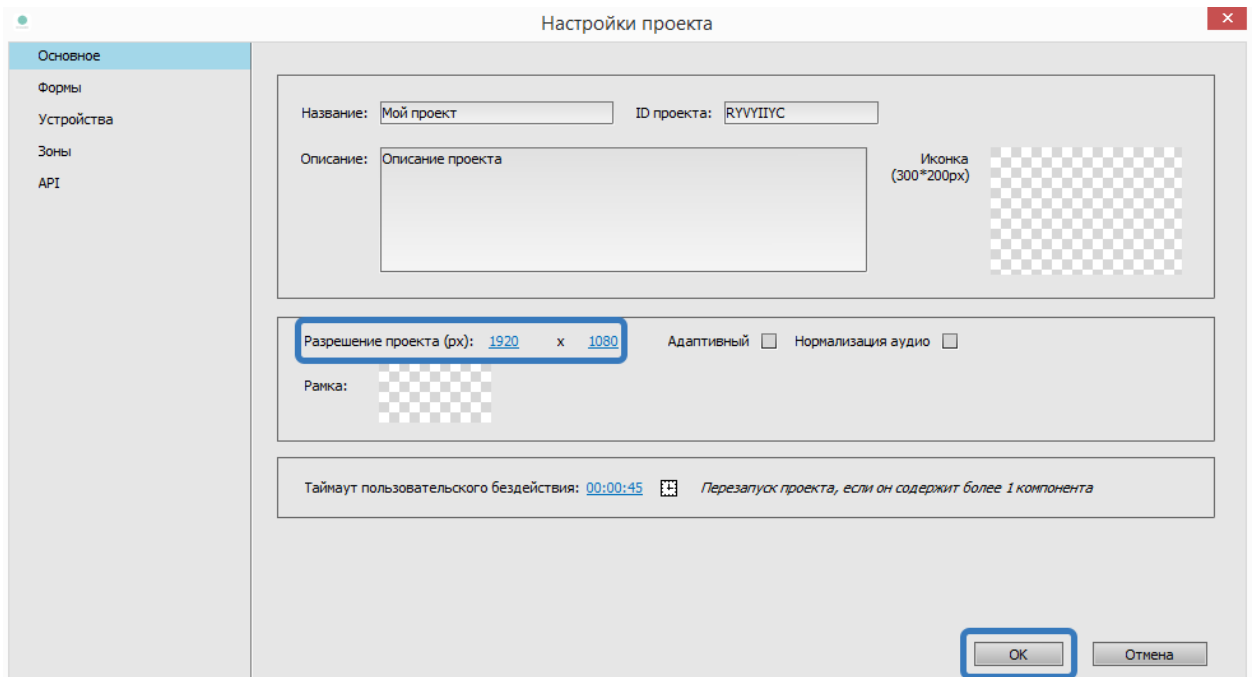 Настройки проекта
Основное
Формы
Устройства
Зоны
API
Название: Мой проект ID проекта: RYVYIIYC
Описание: Описание проекта
Иконка
(300*200px)
Разрешение проекта (px): 1920 x 1080 Адаптивный Нормализация аудио
Рамка:
Таймаут пользовательского бездействия: 00:00:45 Перезапуск проекта, если он содержит более 1 компонента
OK Отмена